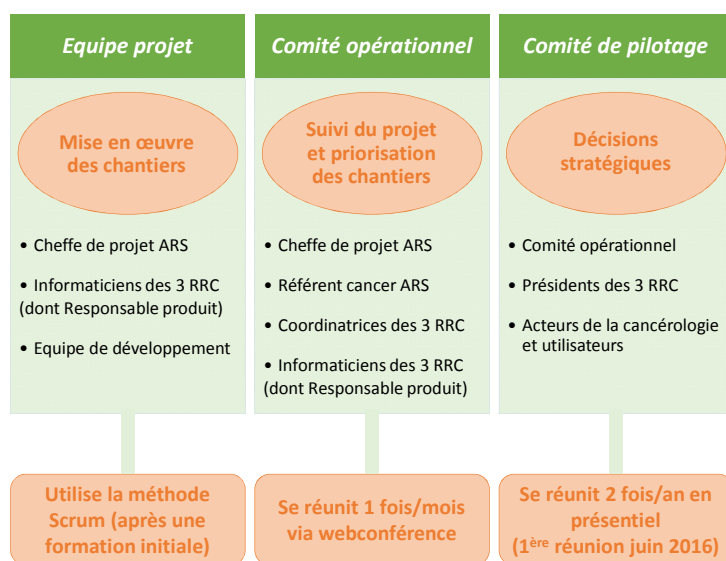 Equipe projet
Mise en œuvre
des chantiers
• Cheffe de projet ARS
• Informaticiens des 3 RRC
(dont Responsable produit)
• Equipe de développement
Utilise la méthode
Scrum (après une
formation initiale)
Comité opérationnel
Suivi du projet
et priorisation
des chantiers
• Cheffe de projet ARS
• Référent cancer ARS
• Coordinatrices des 3 RRC
• Informaticiens des 3 RRC
(dont Responsable produit)
Se réunit 1 fois/mois
via webconférence
Comité de pilotage
Décisions
stratégiques
• Comité opérationnel
• Présidents des 3 RRC
• Acteurs de la cancérologie
et utilisateurs
Se réunit 2 fois/an en
présentiel
(1ère réunion juin 2016)